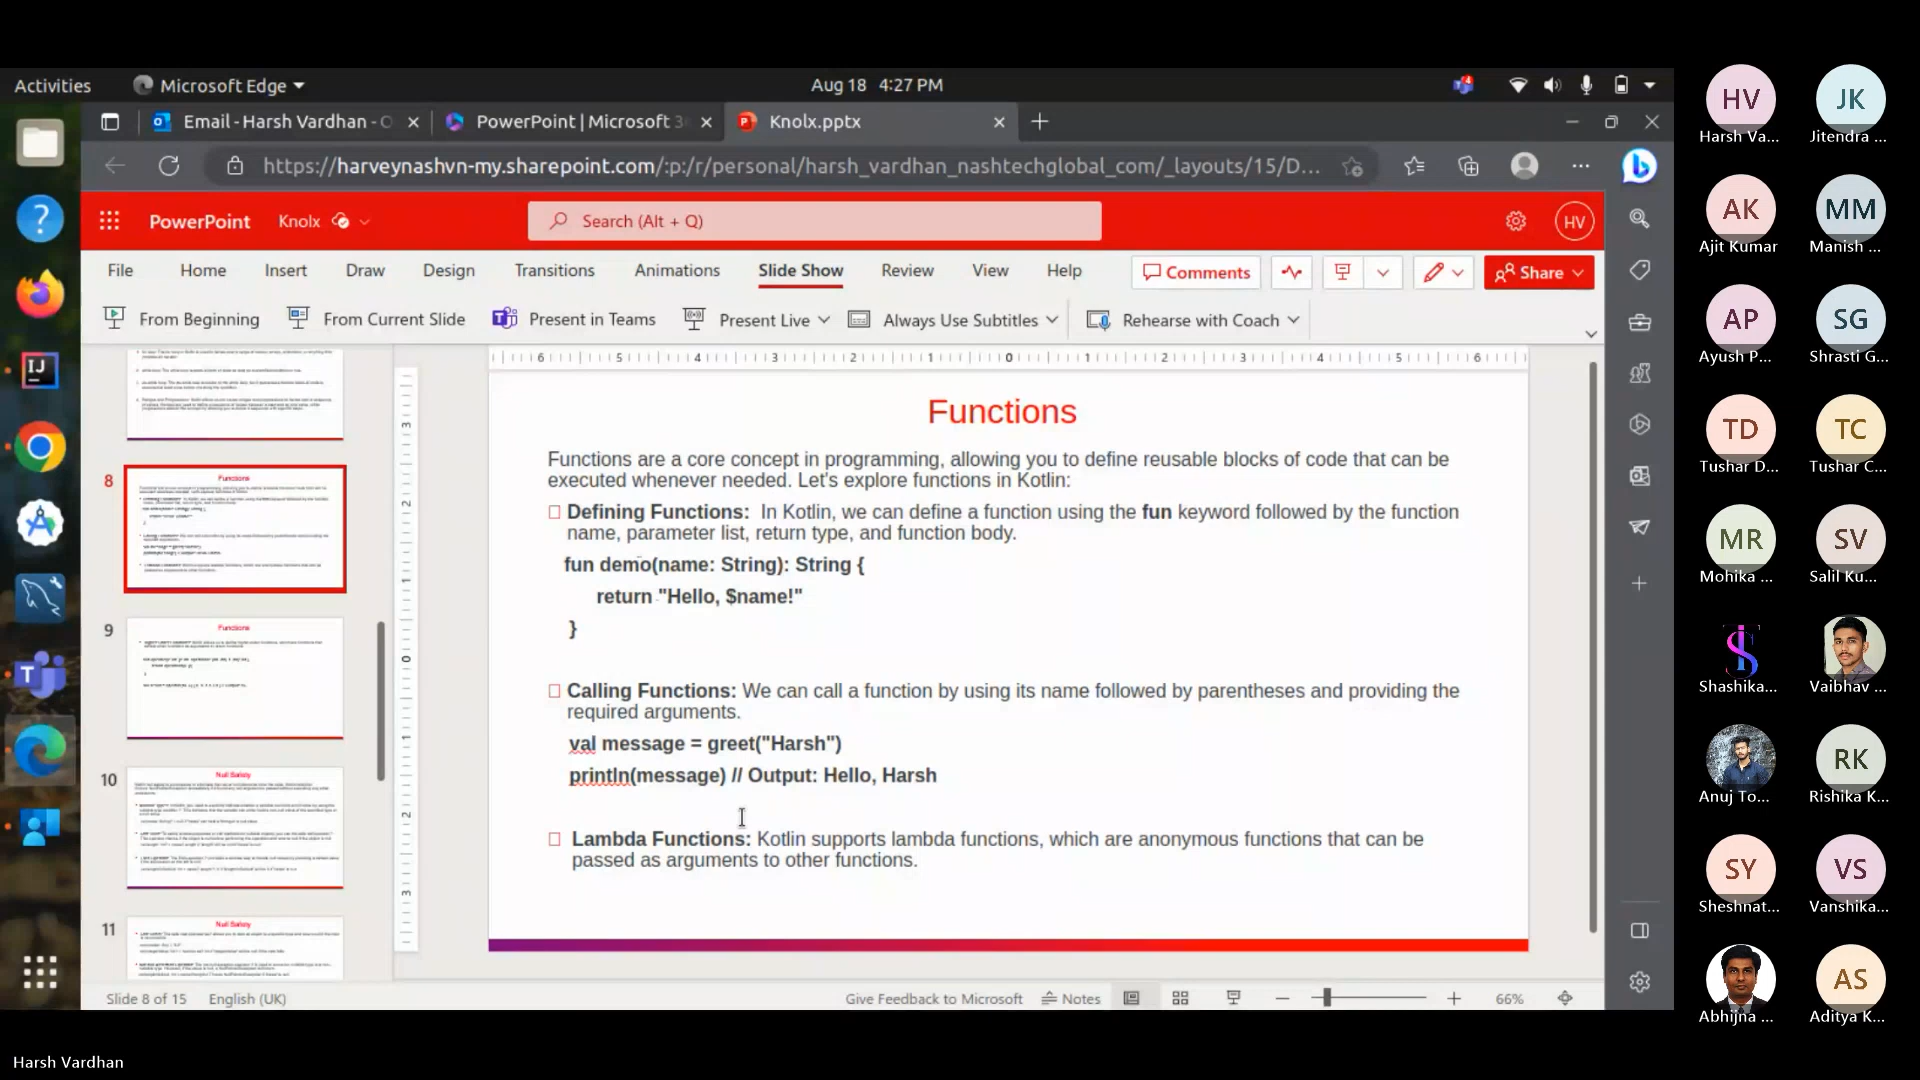 Activities
Microsoft Edge
Aug 18 4:27 PM
Email - Harsh Vardhan - O
PowerPoint | Microsoft 3
Knolx.pptx
https://harveynashvn-my.sharepoint.com/:p:/r/personal/harsh_vardhan_nashtechglobal_com/_layouts/15/D...
PowerPoint
Knolx
Search (Alt + Q)
HV
File
Home
Insert
Draw
Design
Transitions
Animations
Slide Show
Review
View
Help
Comments
Share
From Beginning
From Current Slide
Present in Teams
Present Live
Always Use Subtitles
Rehearse with Coach
8
Functions
9
Functions
10
Null Safety
11
Null Safety
Functions
Functions are a core concept in programming, allowing you to define reusable blocks of code that can be
executed whenever needed. Let's explore functions in Kotlin:
Defining Functions: In Kotlin, we can define a function using the fun keyword followed by the function
name, parameter list, return type, and function body.
fun demo(name: String): String {
return "Hello, $name!"
}
Calling Functions: We can call a function by using its name followed by parentheses and providing the
required arguments.
val message = greet("Harsh")
println(message) // Output: Hello, Harsh
Lambda Functions: Kotlin supports lambda functions, which are anonymous functions that can be
passed as arguments to other functions.
Slide 8 of 15
English (UK)
Give Feedback to Microsoft
Notes
66%
HV
Harsh Va...
JK
Jitendra ...
AK
Ajit Kumar
MM
Manish ...
AP
Ayush P...
SG
Shrasti G...
TD
Tushar D...
TC
Tushar C...
MR
Mohika ...
SV
Salil Ku...
Shashika...
Vaibhav ...
Anuj To...
RK
Rishika K...
SY
Sheshnat...
VS
Vanshika...
Abhijna ...
AS
Aditya K...
Harsh Vardhan